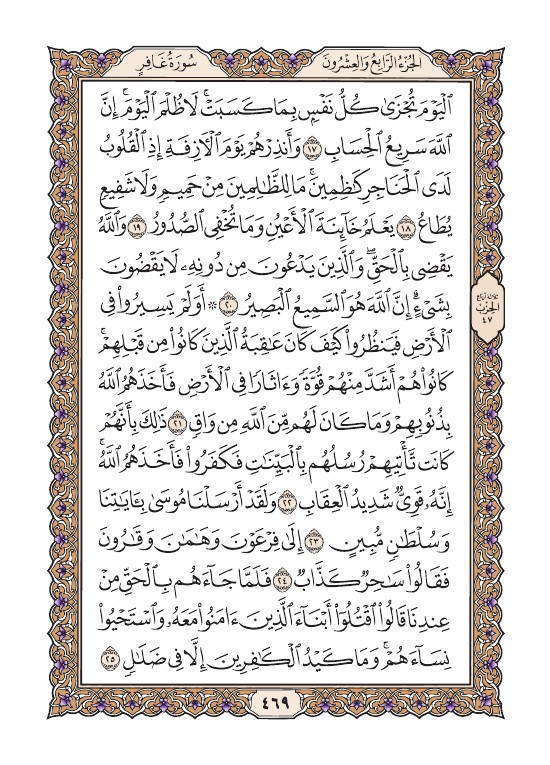 سُورَةُ غَافِرٍ
الجُزْءُ الرَّابِعُ وَالعِشْرُونَ
ٱلۡيَوۡمَ تُجۡزَىٰ كُلُّ نَفۡسِۭ بِمَا كَسَبَتۡۚ لَا ظُلۡمَ ٱلۡيَوۡمَۚ إِنَّ
ٱللَّهَ سَرِيعُ ٱلۡحِسَابِ ١٧ وَأَنذِرۡهُمۡ يَوۡمَ ٱلۡأٓزِفَةِ إِذِ ٱلۡقُلُوبُ
لَدَى ٱلۡحَنَاجِرِ كَٰظِمِينَۚ مَا لِلظَّٰلِمِينَ مِنۡ حَمِيمٖ وَلَا شَفِيعٖ
يُطَاعُ ١٨ يَعۡلَمُ خَآئِنَةَ ٱلۡأَعۡيُنِ وَمَا تُخۡفِي ٱلصُّدُورُ ١٩ وَٱللَّهُ
يَقۡضِي بِٱلۡحَقِّۖ وَٱلَّذِينَ يَدۡعُونَ مِن دُونِهِۦ لَا يَقۡضُونَ
بِشَيۡءٍۗ إِنَّ ٱللَّهَ هُوَ ٱلسَّمِيعُ ٱلۡبَصِيرُ ٢٠ ۞ أَوَلَمۡ يَسِيرُواْ فِي
ٱلۡأَرۡضِ فَيَنظُرُواْ كَيۡفَ كَانَ عَٰقِبَةُ ٱلَّذِينَ كَانُواْ مِن قَبۡلِهِمۡۚ
كَانُواْ هُمۡ أَشَدَّ مِنۡهُمۡ قُوَّةٗ وَءَاثَارٗا فِي ٱلۡأَرۡضِ فَأَخَذَهُمُ ٱللَّهُ
بِذُنُوبِهِمۡ وَمَا كَانَ لَهُم مِّنَ ٱللَّهِ مِن وَاقٖ ٢١ ذَٰلِكَ بِأَنَّهُمۡ
كَانَت تَّأۡتِيهِمۡ رُسُلُهُم بِٱلۡبَيِّنَٰتِ فَكَفَرُواْ فَأَخَذَهُمُ ٱللَّهُۚ
إِنَّهُۥ قَوِيّٞ شَدِيدُ ٱلۡعِقَابِ ٢٢ وَلَقَدۡ أَرۡسَلۡنَا مُوسَىٰ بِـَٔايَٰتِنَا
وَسُلۡطَٰنٖ مُّبِينٍ ٢٣ إِلَىٰ فِرۡعَوۡنَ وَهَٰمَٰنَ وَقَٰرُونَ
فَقَالُواْ سَٰحِرٞ كَذَّابٞ ٢٤ فَلَمَّا جَآءَهُم بِٱلۡحَقِّ مِنۡ
عِندِنَا قَالُواْ ٱقۡتُلُوٓاْ أَبۡنَآءَ ٱلَّذِينَ ءَامَنُواْ مَعَهُۥ وَٱسۡتَحۡيُواْ
نِسَآءَهُمۡۚ وَمَا كَيۡدُ ٱلۡكَٰفِرِينَ إِلَّا فِي ضَلَٰلٖ ٢٥
ثلاثة أرباع
الحزب
٤٧
٤٦٩